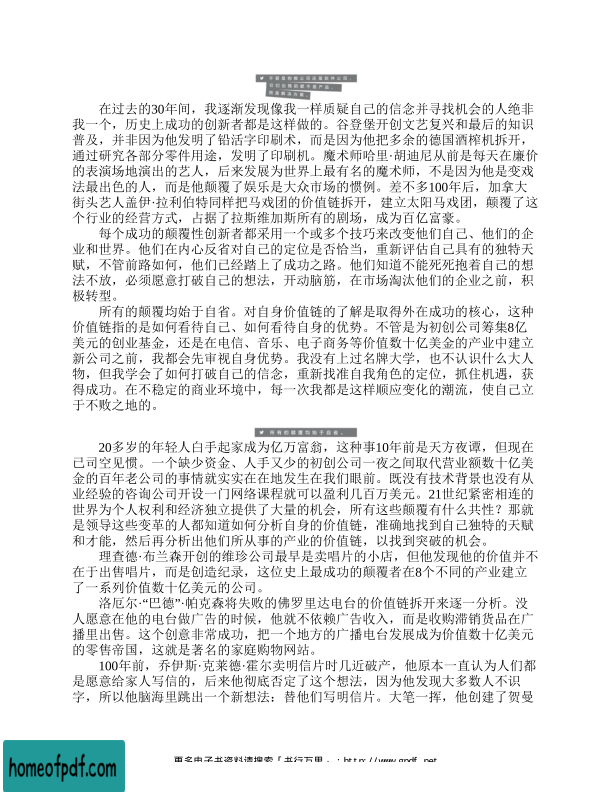 在过去的30年间，我逐渐发现像我一样质疑自己的信念并寻找机会的人绝非
我一个，历史上成功的创新者都是这样做的。谷登堡开创文艺复兴和最后的知识
普及，并非因为他发明了铅活字印刷术，而是因为他把多余的德国酒榨机拆开，
通过研究各部分零件用途，发明了印刷机。魔术师哈里·胡迪尼从前是每天在廉价
的表演场地演出的艺人，后来发展为世界上最有名的魔术师，不是因为他是变戏
法最出色的人，而是他颠覆了娱乐是大众市场的惯例。差不多100年后，加拿大
街头艺人盖伊·拉利伯特同样把马戏团的价值链拆开，建立太阳马戏团，颠覆了这
个行业的经营方式，占据了拉斯维加斯所有的剧场，成为百亿富豪。
每个成功的颠覆性创新者都采用一个或多个技巧来改变他们自己、他们的企
业和世界。他们在内心反省对自己的定位是否恰当，重新评估自己具有的独特天
赋，不管前路如何，他们已经踏上了成功之路。他们知道不能死死抱着自己的想
法不放，必须愿意打破自己的想法，开动脑筋，在市场淘汰他们的企业之前，积
极转型。
所有的颠覆均始于自省。对自身价值链的了解是取得外在成功的核心，这种
价值链指的是如何看待自己、如何看待自身的优势。不管是为初创公司筹集8亿
美元的创业基金，还是在电信、音乐、电子商务等价值数十亿美金的产业中建立
新公司之前，我都会先审视自身优势。我没有上过名牌大学，也不认识什么大人
物，但我学会了如何打破自己的信念，重新找准自我角色的定位，抓住机遇，获
得成功。在不稳定的商业环境中，每一次我都是这样顺应变化的潮流，使自己立
于不败之地的。
所有的颠覆均始于自省。
20多岁的年轻人白手起家成为亿万富翁，这种事10年前是天方夜谭，但现在
已司空见惯。一个缺少资金、人手又少的初创公司一夜之间取代营业额数十亿美
金的百年老公司的事情就实实在在地发生在我们眼前。既没有技术背景也没有从
业经验的咨询公司开设一门网络课程就可以盈利几百万美元。21世纪紧密相连的
世界为个人权利和经济独立提供了大量的机会，所有这些颠覆有什么共性？那就
是领导这些变革的人都知道如何分析自身的价值链，准确地找到自己独特的天赋
和才能，然后再分析出他们所从事的产业的价值链，以找到突破的机会。
理查德·布兰森开创的维珍公司最早是卖唱片的小店，但他发现他的价值并不
在于出售唱片，而是创造纪录，这位史上最成功的颠覆者在8个不同的产业建立
了一系列价值数十亿美元的公司。
洛厄尔·“巴德”·帕克森将失败的佛罗里达电台的价值链拆开来逐一分析。没
人愿意在他的电台做广告的时候，他就不依赖广告收入，而是收购滞销货品在广
播里出售。这个创意非常成功，把一个地方的广播电台发展成为价值数十亿美元
的零售帝国，这就是著名的家庭购物网站。
100年前，乔伊斯·克莱德·霍尔卖明信片时几近破产，他原本一直认为人们都
是愿意给家人写信的，后来他彻底否定了这个想法，因为他发现大多数人不识
字，所以他脑海里跳出一个新想法：替他们写明信片。大笔一挥，他创建了贺曼
homeofpdf.com